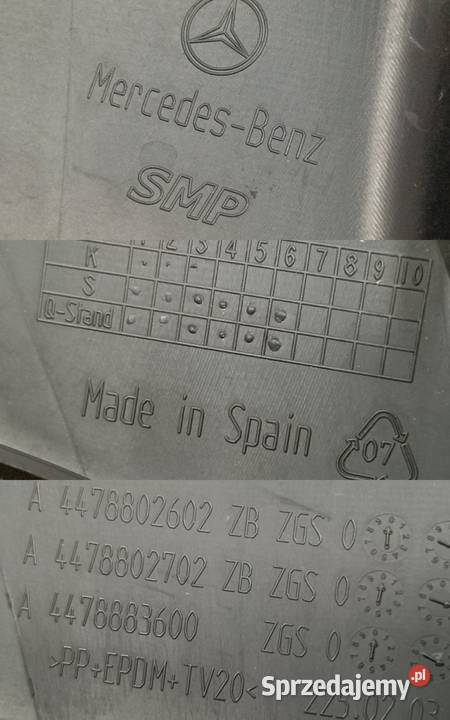 Mercedes-Benz
SMP
1 2 3 4 5 6 7 8 9 10
K
S
Q-Stand
Made in Spain
07
A 4478802602 ZB ZGS 0
A 4478802702 ZB ZGS 0
A 4478883600 ZGS 0
>PP+EPDM+TV20<
Sprzedajemy.pl